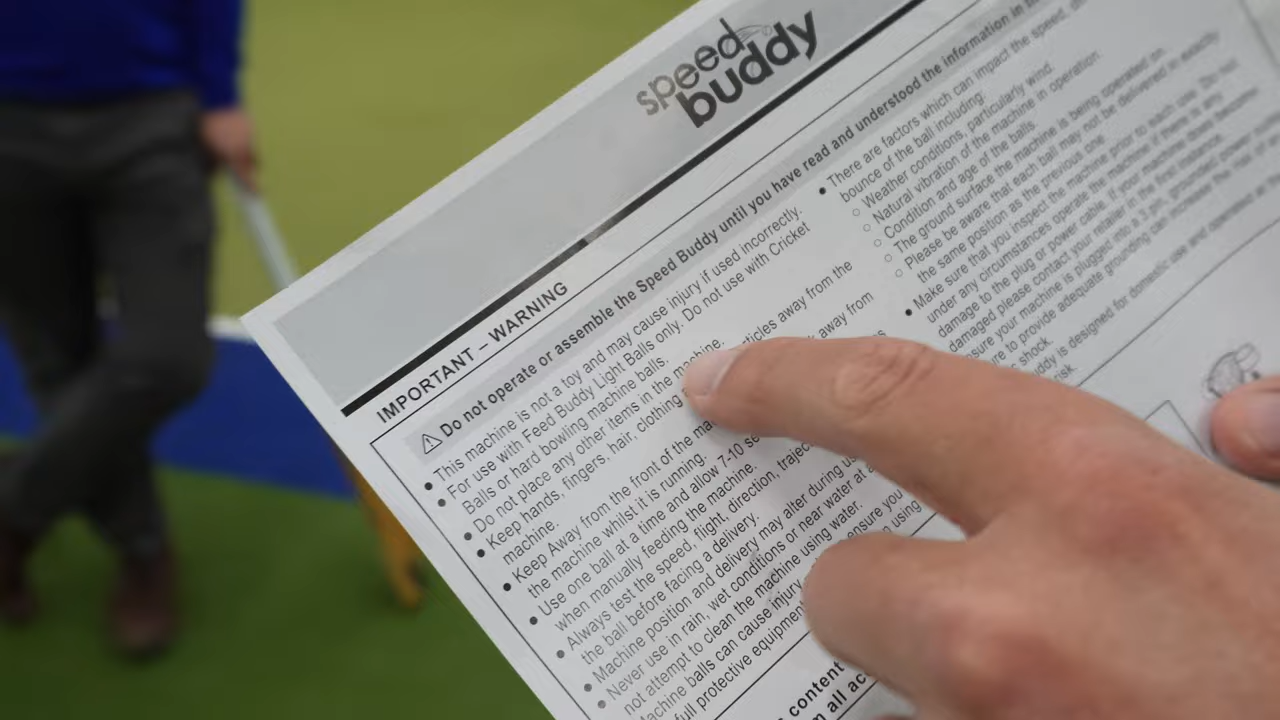 speed
buddy
IMPORTANT – WARNING
Do not operate or assemble the Speed Buddy until you have read and understood the information in
This machine is not a toy and may cause injury if used incorrectly.
For use with Feed Buddy Light Balls only. Do not use with Cricket
Balls or hard bowling machine balls.
Do not place any other items in the machine.
Keep hands, fingers, hair, clothing
away from the
machine.
Keep Away from the front of the
away from
the machine whilst it is running.
Use one ball at a time and allow 7-10
when manually feeding the machine.
Always test the speed, flight, direction,
the ball before facing a delivery.
Machine position and delivery may alter during
Never use in rain, wet conditions or near water at
not attempt to clean the machine using water.
balls can cause injury
ensure you
full protective
using
There are factors which can impact the speed,
bounce of the ball including:
Weather conditions, particularly wind.
Natural vibration of the machine in operation.
Condition and age of the balls.
The ground surface the machine is being operated on.
Please be aware that each ball may not be delivered in exactly
the same position as the previous one.
Make sure that you inspect the machine prior to each use. Do not
under any circumstances operate the machine if there is any
damage to the plug or power cable. If your machine does become
damaged please contact your retailer in the first instance.
your machine is plugged into a 3 pin, grounded power
to provide adequate grounding can increase the
shock.
is designed for domestic use and
risk.
content
all